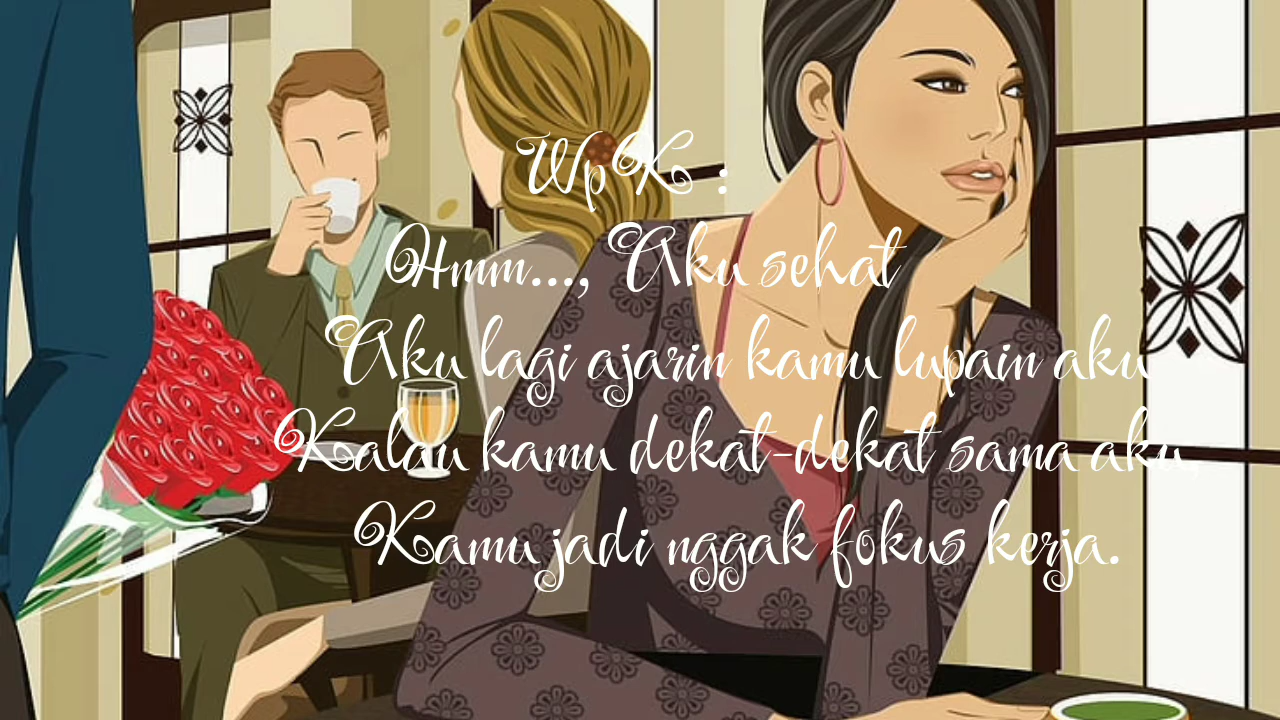 WpK :
Hmm..., Aku sehat
Aku lagi ajarin kamu lupain aku
Kalau kamu dekat-dekat sama aku,
Kamu jadi nggak fokus kerja.